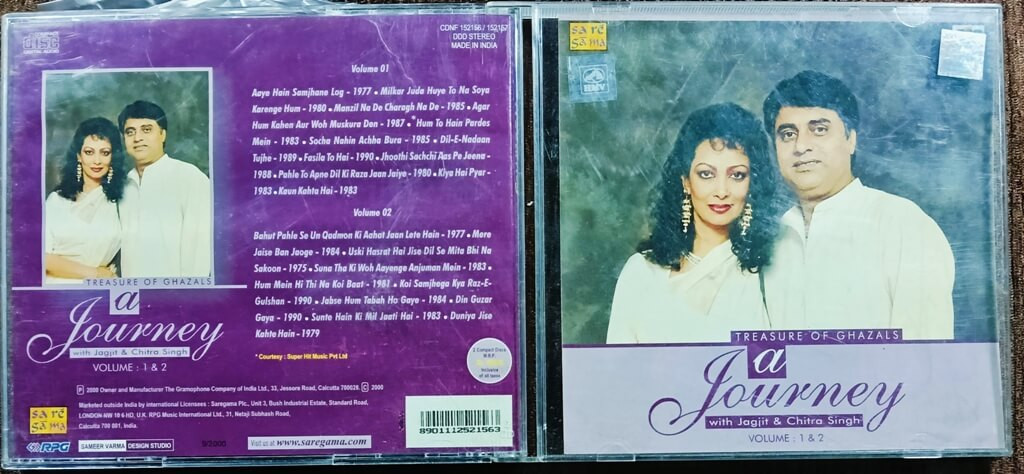 disc
CDNF 152156 / 152157
DDD STEREO
MADE IN INDIA
Volume 01
Aaye Hain Samjhane Log - 1977 • Milkar Juda Huye To Na Soya
Karenge Hum - 1980 • Manzil Na De Charagh Na De - 1985 • Agar
Hum Kahen Aur Woh Muskura Den - 1987 • *Hum To Hain Pardes
Mein - 1983 • Socha Nahin Achha Bura - 1985 • Dil-E-Nadaan
Tujhe - 1989 • Fasila To Hai - 1990 • Jhoothi Sachchi Aas Pe Jeena -
1988 • Pahle To Apne Dil Ki Raza Jaan Jaiye - 1980 • Kiya Hai Pyar -
1983 • Kaun Kahta Hai - 1983
Volume 02
Bahut Pahle Se Un Qadmon Ki Aahat Jaan Lete Hain - 1977 • Mere
Jaise Ban Jaoge - 1984 • Uski Hasrat Hai Jise Dil Se Mita Bhi Na
Sakoon - 1975 • Suna Tha Ki Woh Aayenge Anjuman Mein - 1983 •
Hum Mein Hi Thi Na Koi Baat - 1981 • Koi Samjhega Kya Raz-E-
Gulshan - 1990 • Jabse Hum Tabah Ho Gaye - 1984 • Din Guzar
Gaya - 1990 • Sunte Hain Ki Mil Jaati Hai - 1983 • Duniya Jise
Kahte Hain - 1979
* Courtesy : Super Hit Music Pvt Ltd
TREASURE OF GHAZALS
a
Journey
with Jagjit & Chitra Singh
VOLUME : 1 & 2
2 Compact Discs
M.R.P.
Inclusive
of all taxes
P 2000 Owner and Manufacturer The Gramophone Company of India Ltd., 33, Jessore Road, Calcutta 700028. C 2000
Marketed outside India by international Licensees : Saregama Plc., Unit 3, Bush Industrial Estate, Standard Road,
LONDON-NW 10 6-HD, U.K. RPG Music International Ltd., 31, Netaji Subhash Road,
Calcutta 700 001, India.
sa rē
gă ma
RPG
SAMEER VARMA DESIGN STUDIO
9/2000
Visit us at www.saregama.com
8901112521563
sa rē
gă ma
HMV
TREASURE OF GHAZALS
a
Journey
with Jagjit & Chitra Singh
VOLUME : 1 & 2